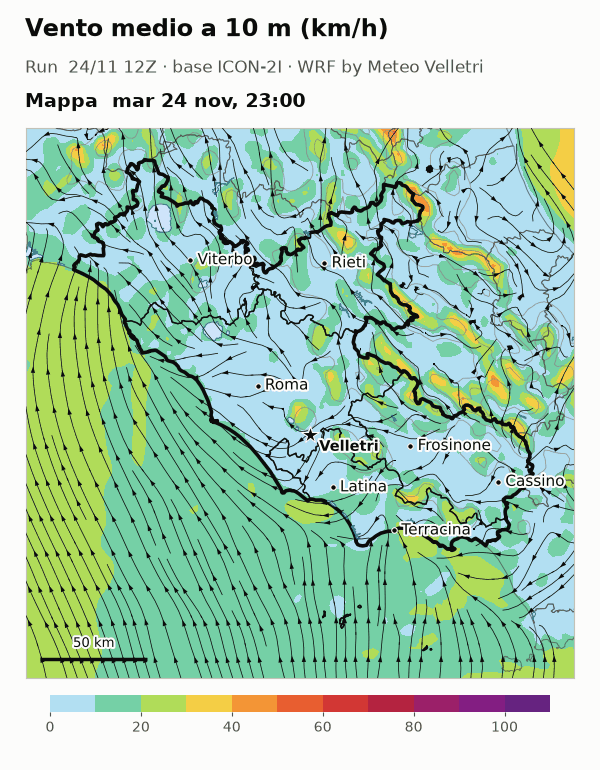 Vento medio a 10 m (km/h)
Run  24/11 12Z · base ICON-2I · WRF by Meteo Velletri
Mappa  mar 24 nov, 23:00
Viterbo
Rieti
Roma
Velletri
Frosinone
Cassino
Latina
Terracina
50 km
0 20 40 60 80 100